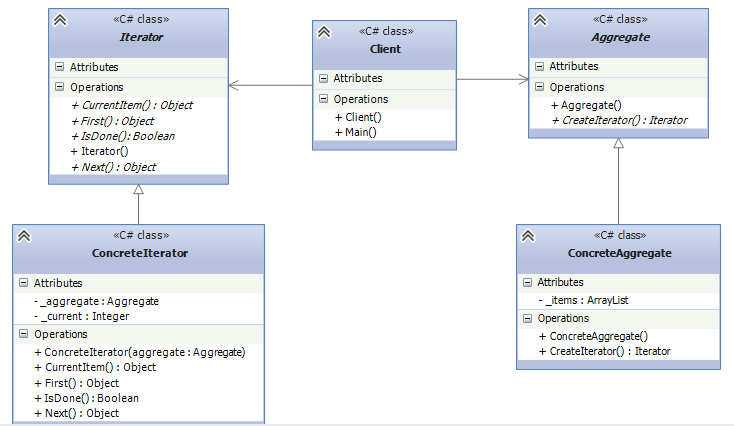 «C# class»
Iterator
Attributes
Operations
+ CurrentItem() : Object
+ First() : Object
+ IsDone(): Boolean
+ Iterator()
+ Next() : Object
«C# class»
Client
Attributes
Operations
+ Client()
+ Main()
«C# class»
Aggregate
Attributes
Operations
+ Aggregate()
+ CreateIterator() : Iterator
«C# class»
ConcreteIterator
Attributes
- _aggregate : Aggregate
- _current : Integer
Operations
+ ConcreteIterator(aggregate : Aggregate)
+ CurrentItem() : Object
+ First() : Object
+ IsDone() : Boolean
+ Next() : Object
«C# class»
ConcreteAggregate
Attributes
- _items : ArrayList
Operations
+ ConcreteAggregate()
+ CreateIterator() : Iterator